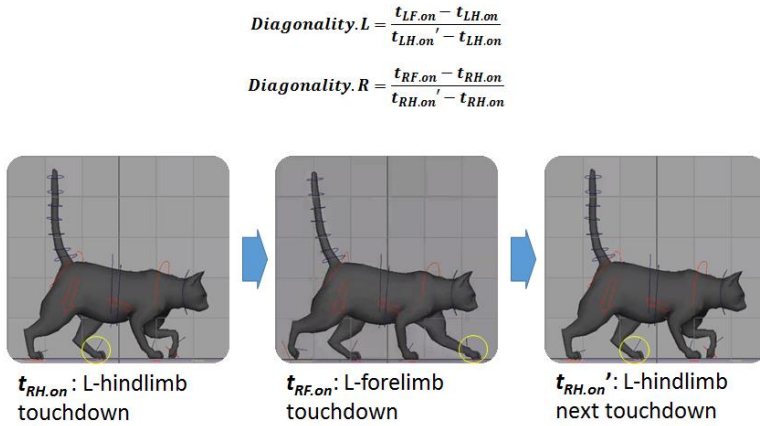 Diagonality.L = (t_LF.on − t_LH.on) / (t_LH.on′ − t_LH.on)
Diagonality.R = (t_RF.on − t_RH.on) / (t_RH.on′ − t_RH.on)
t_RH.on : L-hindlimb touchdown
t_RF.on: L-forelimb touchdown
t_RH.on’: L-hindlimb next touchdown